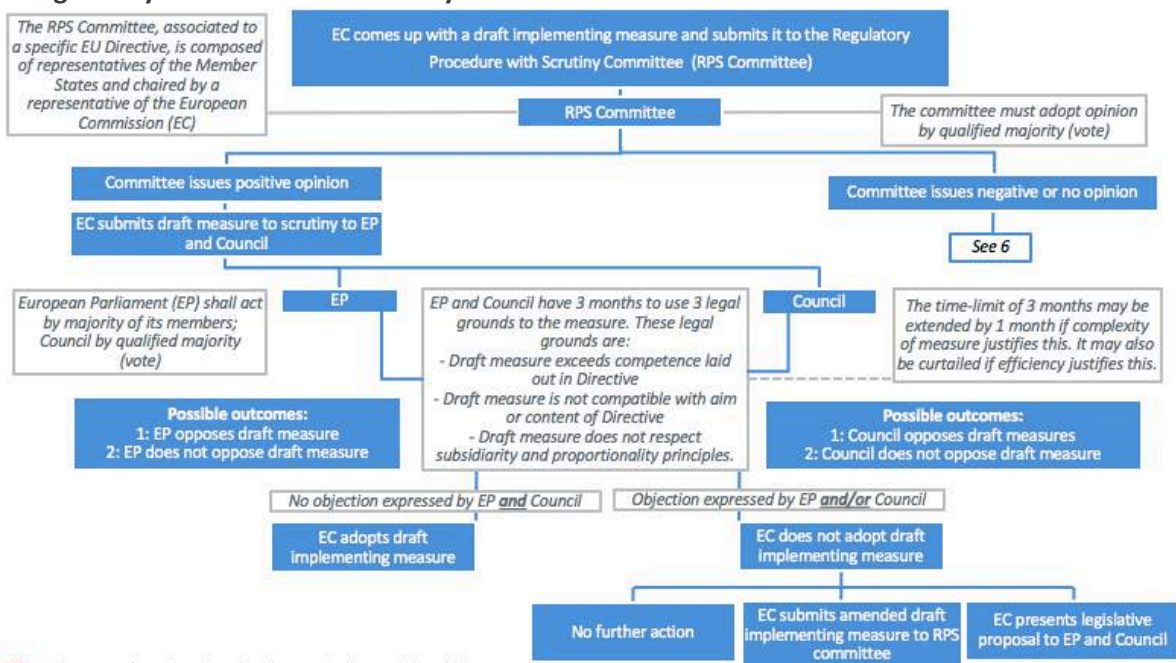 The RPS Committee, associated to
a specific EU Directive, is composed
of representatives of the Member
States and chaired by a
representative of the European
Commission (EC)
EC comes up with a draft implementing measure and submits it to the Regulatory
Procedure with Scrutiny Committee (RPS Committee)
RPS Committee
The committee must adopt opinion
by qualified majority (vote)
Committee issues positive opinion
Committee issues negative or no opinion
EC submits draft measure to scrutiny to EP
and Council
See 6
European Parliament (EP) shall act
by majority of its members;
Council by qualified majority
(vote)
EP
EP and Council have 3 months to use 3 legal
grounds to the measure. These legal
grounds are:
- Draft measure exceeds competence laid
out in Directive
- Draft measure is not compatible with aim
or content of Directive
- Draft measure does not respect
subsidiarity and proportionality principles.
Council
The time-limit of 3 months may be
extended by 1 month if complexity
of measure justifies this. It may also
be curtailed if efficiency justifies this.
Possible outcomes:
1: EP opposes draft measure
2: EP does not oppose draft measure
Possible outcomes:
1: Council opposes draft measures
2: Council does not oppose draft measure
No objection expressed by EP and Council
Objection expressed by EP and/or Council
EC adopts draft
implementing measure
EC does not adopt draft
implementing measure
No further action
EC submits amended draft
implementing measure to RPS
committee
EC presents legislative
proposal to EP and Council